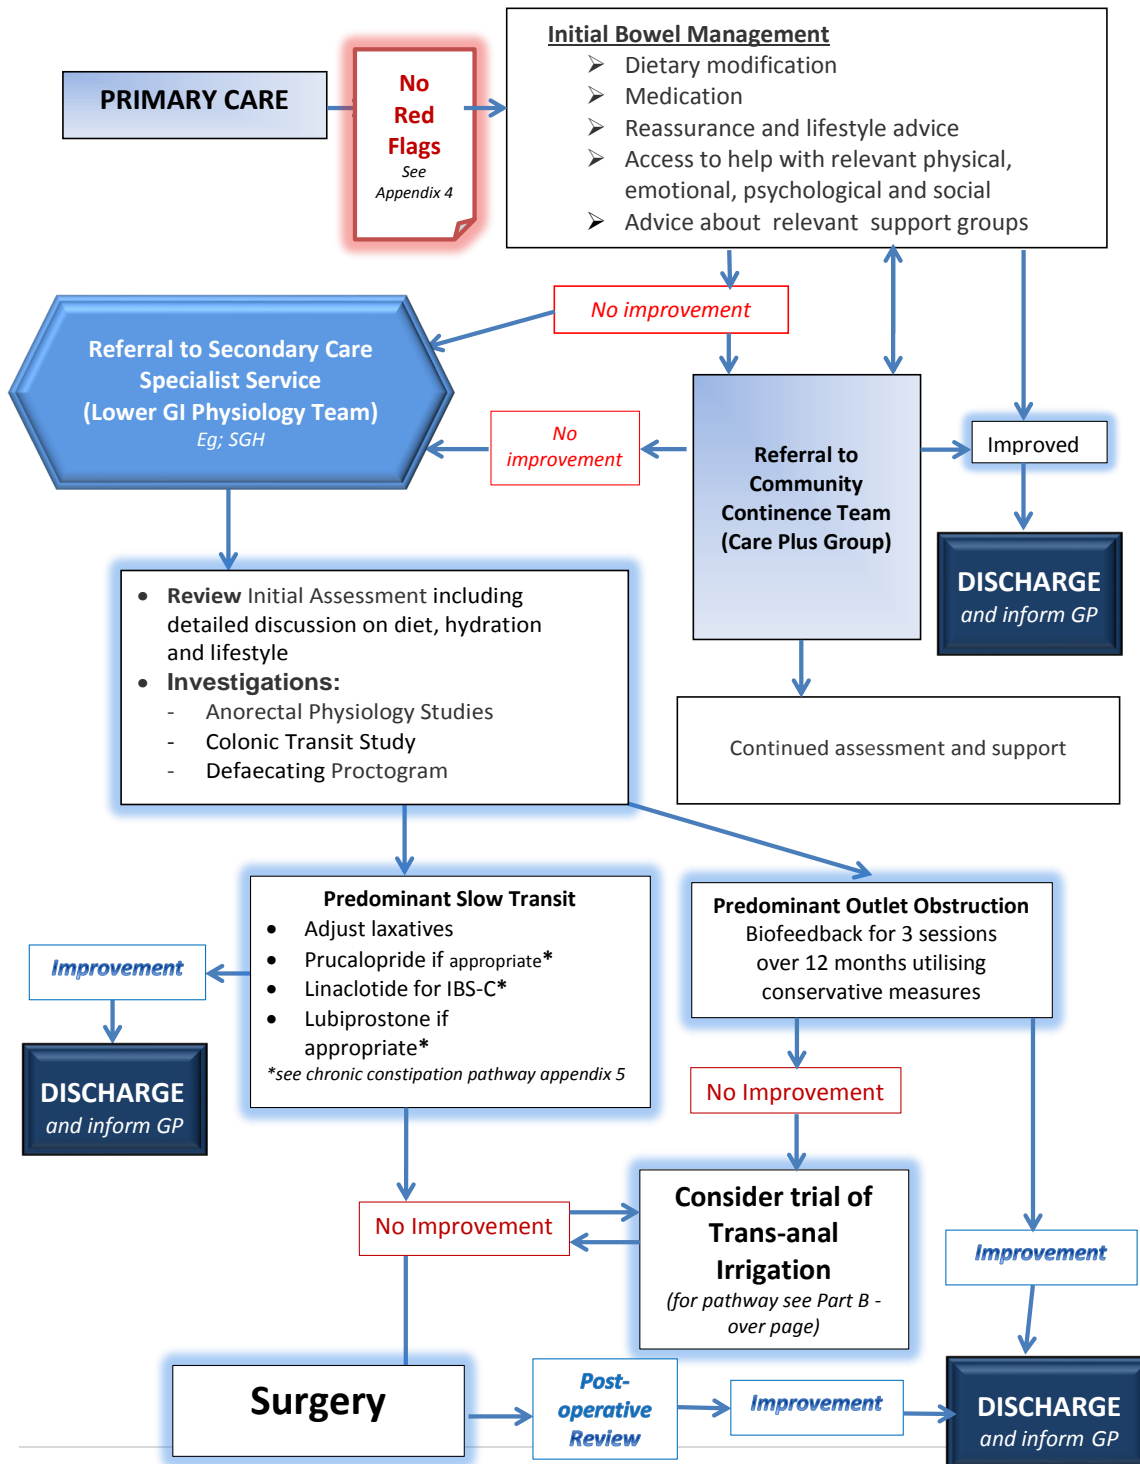 PRIMARY CARE
No
Red
Flags
See
Appendix 4
Initial Bowel Management
➢ Dietary modification
➢ Medication
➢ Reassurance and lifestyle advice
➢ Access to help with relevant physical,
emotional, psychological and social
➢ Advice about relevant support groups
No improvement
Referral to Secondary Care
Specialist Service
(Lower GI Physiology Team)
Eg; SGH
No
improvement
Referral to
Community
Continence Team
(Care Plus Group)
Improved
DISCHARGE
and inform GP
• Review Initial Assessment including
detailed discussion on diet, hydration
and lifestyle
• Investigations:
- Anorectal Physiology Studies
- Colonic Transit Study
- Defaecating Proctogram
Continued assessment and support
Predominant Slow Transit
• Adjust laxatives
• Prucalopride if appropriate*
• Linaclotide for IBS-C*
• Lubiprostone if
appropriate*
*see chronic constipation pathway appendix 5
Predominant Outlet Obstruction
Biofeedback for 3 sessions
over 12 months utilising
conservative measures
Improvement
DISCHARGE
and inform GP
No Improvement
No Improvement
Consider trial of
Trans-anal
Irrigation
(for pathway see Part B -
over page)
Improvement
Surgery
Post-
operative
Review
Improvement
DISCHARGE
and inform GP